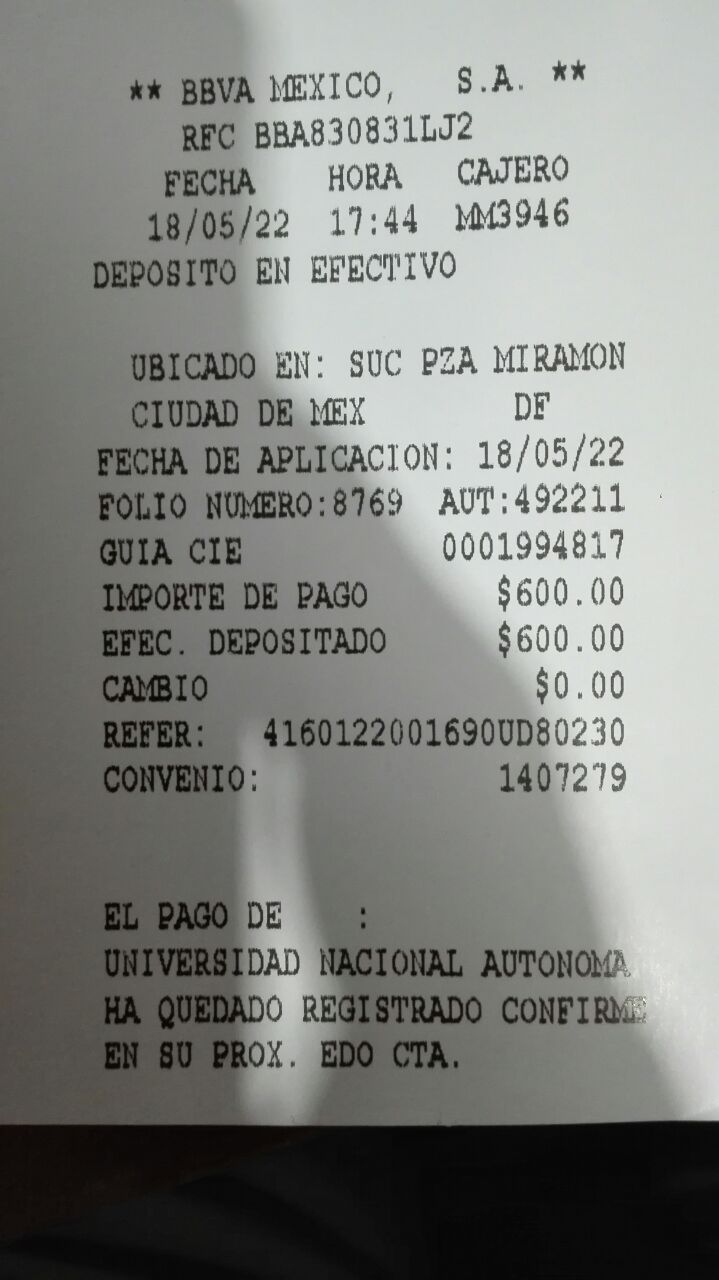 ** BBVA MEXICO, S.A. **
RFC BBA830831LJ2
FECHA HORA CAJERO
18/05/22 17:44 MM3946
DEPOSITO EN EFECTIVO
UBICADO EN: SUC PZA MIRAMON
CIUDAD DE MEX DF
FECHA DE APLICACION: 18/05/22
FOLIO NUMERO:8769 AUT:492211
GUIA CIE 0001994817
IMPORTE DE PAGO $600.00
EFEC. DEPOSITADO $600.00
CAMBIO $0.00
REFER: 4160122001690UD80230
CONVENIO: 1407279
EL PAGO DE :
UNIVERSIDAD NACIONAL AUTONOMA
HA QUEDADO REGISTRADO CONFIRME
EN SU PROX. EDO CTA.